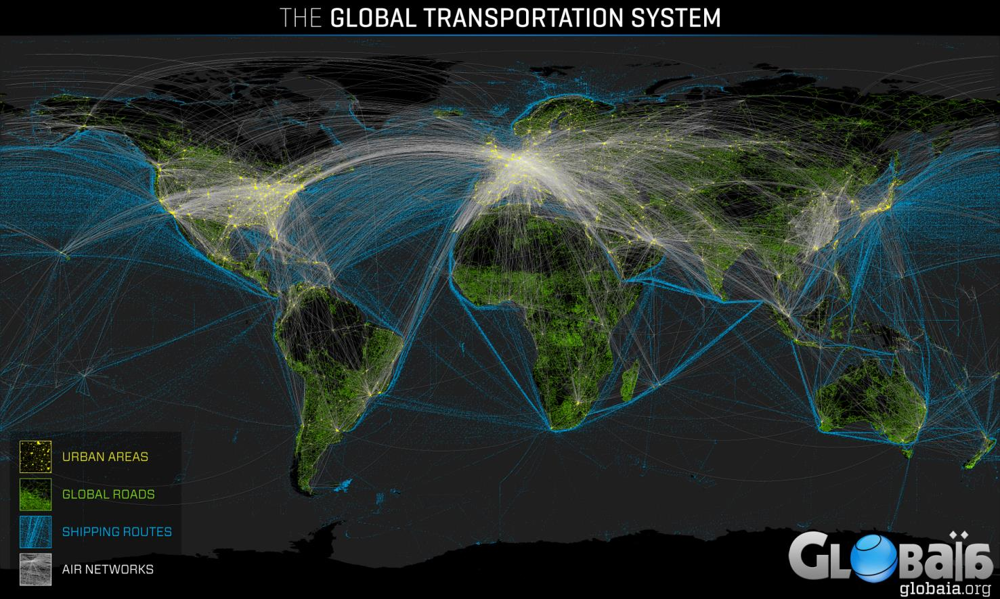 THE GLOBAL TRANSPORTATION SYSTEM
URBAN AREAS
GLOBAL ROADS
SHIPPING ROUTES
AIR NETWORKS
GLOBAÏA
globaia.org